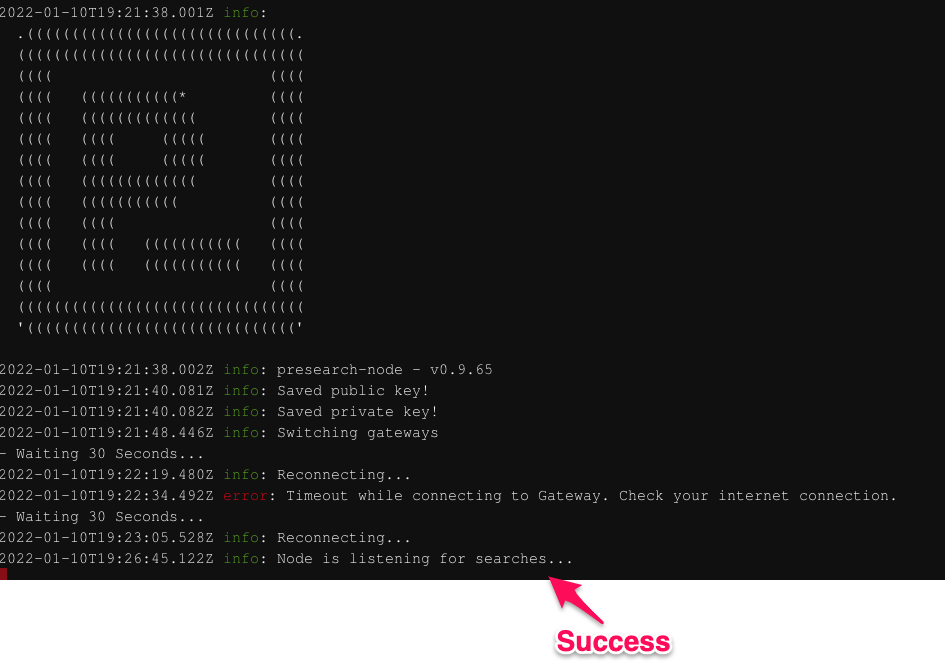 2022-01-10T19:21:38.001Z info:
  .((((((((((((((((((((((((((((((.
  ((((((((((((((((((((((((((((((((
  ((((                        ((((
  ((((   (((((((((((*         ((((
  ((((   (((((((((((((        ((((
  ((((   ((((     (((((       ((((
  ((((   ((((     (((((       ((((
  ((((   (((((((((((((        ((((
  ((((   (((((((((((          ((((
  ((((   ((((                 ((((
  ((((   ((((   (((((((((((   ((((
  ((((   ((((   (((((((((((   ((((
  ((((                        ((((
  ((((((((((((((((((((((((((((((((
  '(((((((((((((((((((((((((((((('
2022-01-10T19:21:38.002Z info: presearch-node - v0.9.65
2022-01-10T19:21:40.081Z info: Saved public key!
2022-01-10T19:21:40.082Z info: Saved private key!
2022-01-10T19:21:48.446Z info: Switching gateways
- Waiting 30 Seconds...
2022-01-10T19:22:19.480Z info: Reconnecting...
2022-01-10T19:22:34.492Z error: Timeout while connecting to Gateway. Check your internet connection.
- Waiting 30 Seconds...
2022-01-10T19:23:05.528Z info: Reconnecting...
2022-01-10T19:26:45.122Z info: Node is listening for searches...
Success